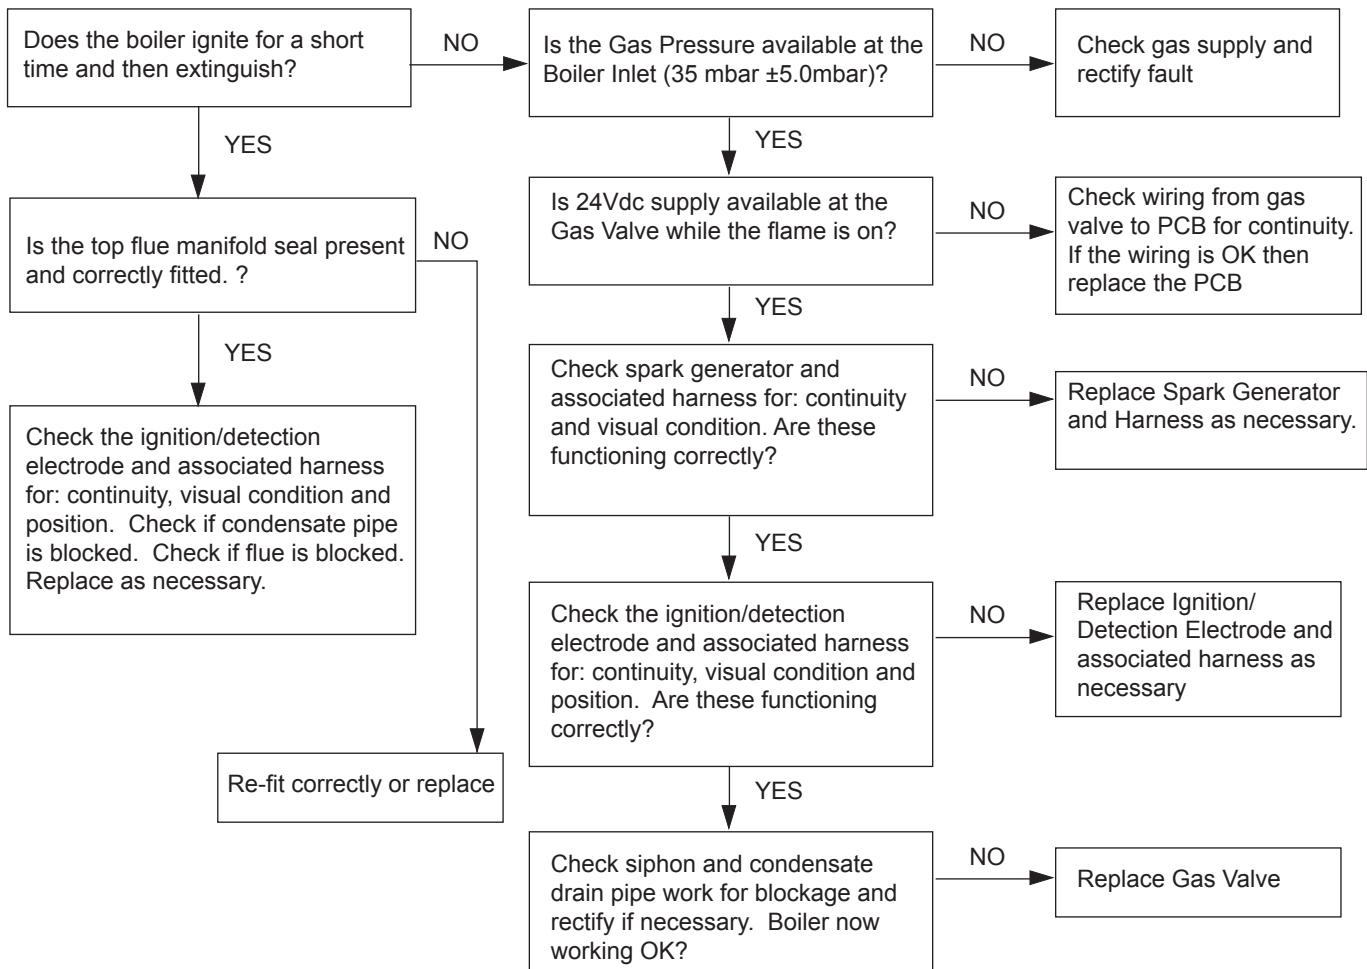 Does the boiler ignite for a short
time and then extinguish?
NO
Is the Gas Pressure available at the
Boiler Inlet (35 mbar ±5.0mbar)?
NO
Check gas supply and
rectify fault
YES
YES
Is the top flue manifold seal present
and correctly fitted. ?
NO
Is 24Vdc supply available at the
Gas Valve while the flame is on?
NO
Check wiring from gas
valve to PCB for continuity.
If the wiring is OK then
replace the PCB
YES
YES
Check the ignition/detection
electrode and associated harness
for: continuity, visual condition and
position. Check if condensate pipe
is blocked. Check if flue is blocked.
Replace as necessary.
Check spark generator and
associated harness for: continuity
and visual condition. Are these
functioning correctly?
NO
Replace Spark Generator
and Harness as necessary.
YES
Check the ignition/detection
electrode and associated harness
for: continuity, visual condition and
position. Are these functioning
correctly?
NO
Replace Ignition/
Detection Electrode and
associated harness as
necessary
Re-fit correctly or replace
YES
Check siphon and condensate
drain pipe work for blockage and
rectify if necessary. Boiler now
working OK?
NO
Replace Gas Valve